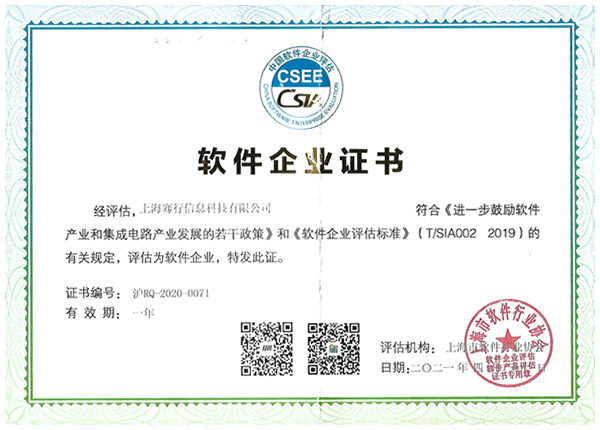 中国软件企业评估
CSEE
CSIA
CHINA SOFTWARE ENTERPRISE EVALUATION
软件企业证书
经评估，上海骞行信息科技有限公司 符合《进一步鼓励软件
产业和集成电路产业发展的若干政策》和《软件企业评估标准》（T/SIA002 2019）的
有关规定，评估为软件企业，特发此证。
证书编号： 沪RQ-2020-0071
有 效 期： 一年
评估机构： 上海市软件行业协会
日期：二〇二一年 四 日
上海市软件行业协会
软件企业评估
软件产品评估
证书专用章